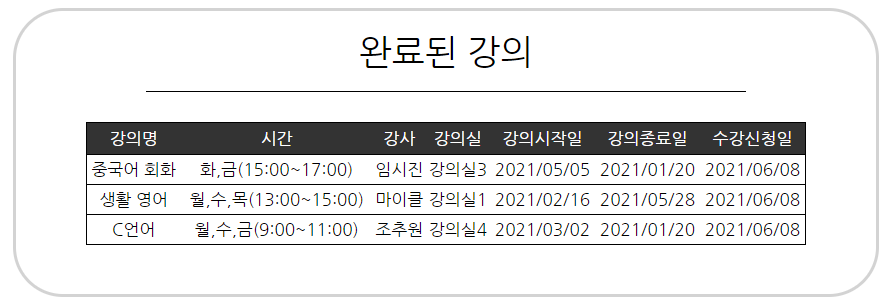 완료된 강의
강의명 시간 강사 강의실 강의시작일 강의종료일 수강신청일
중국어 회화 화,금(15:00~17:00) 임시진 강의실3 2021/05/05 2021/01/20 2021/06/08
생활 영어 월,수,목(13:00~15:00) 마이클 강의실1 2021/02/16 2021/05/28 2021/06/08
C언어 월,수,금(9:00~11:00) 조추원 강의실4 2021/03/02 2021/01/20 2021/06/08